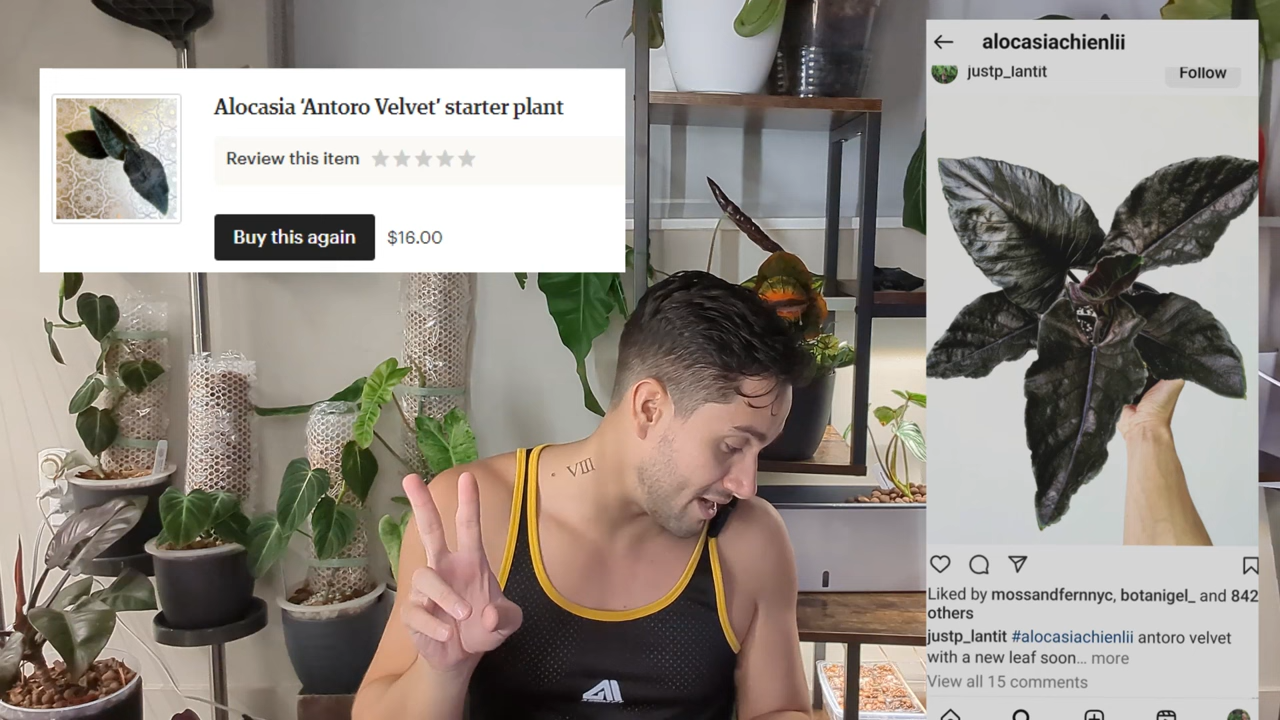 Alocasia ‘Antoro Velvet’ starter plant
Review this item
Buy this again
$16.00
VIII
alocasiachienlii
justp_lantit
Follow
Liked by mossandfernnyc, botanigel_ and 842
others
justp_lantit #alocasiachienlii antoro velvet
with a new leaf soon... more
View all 15 comments